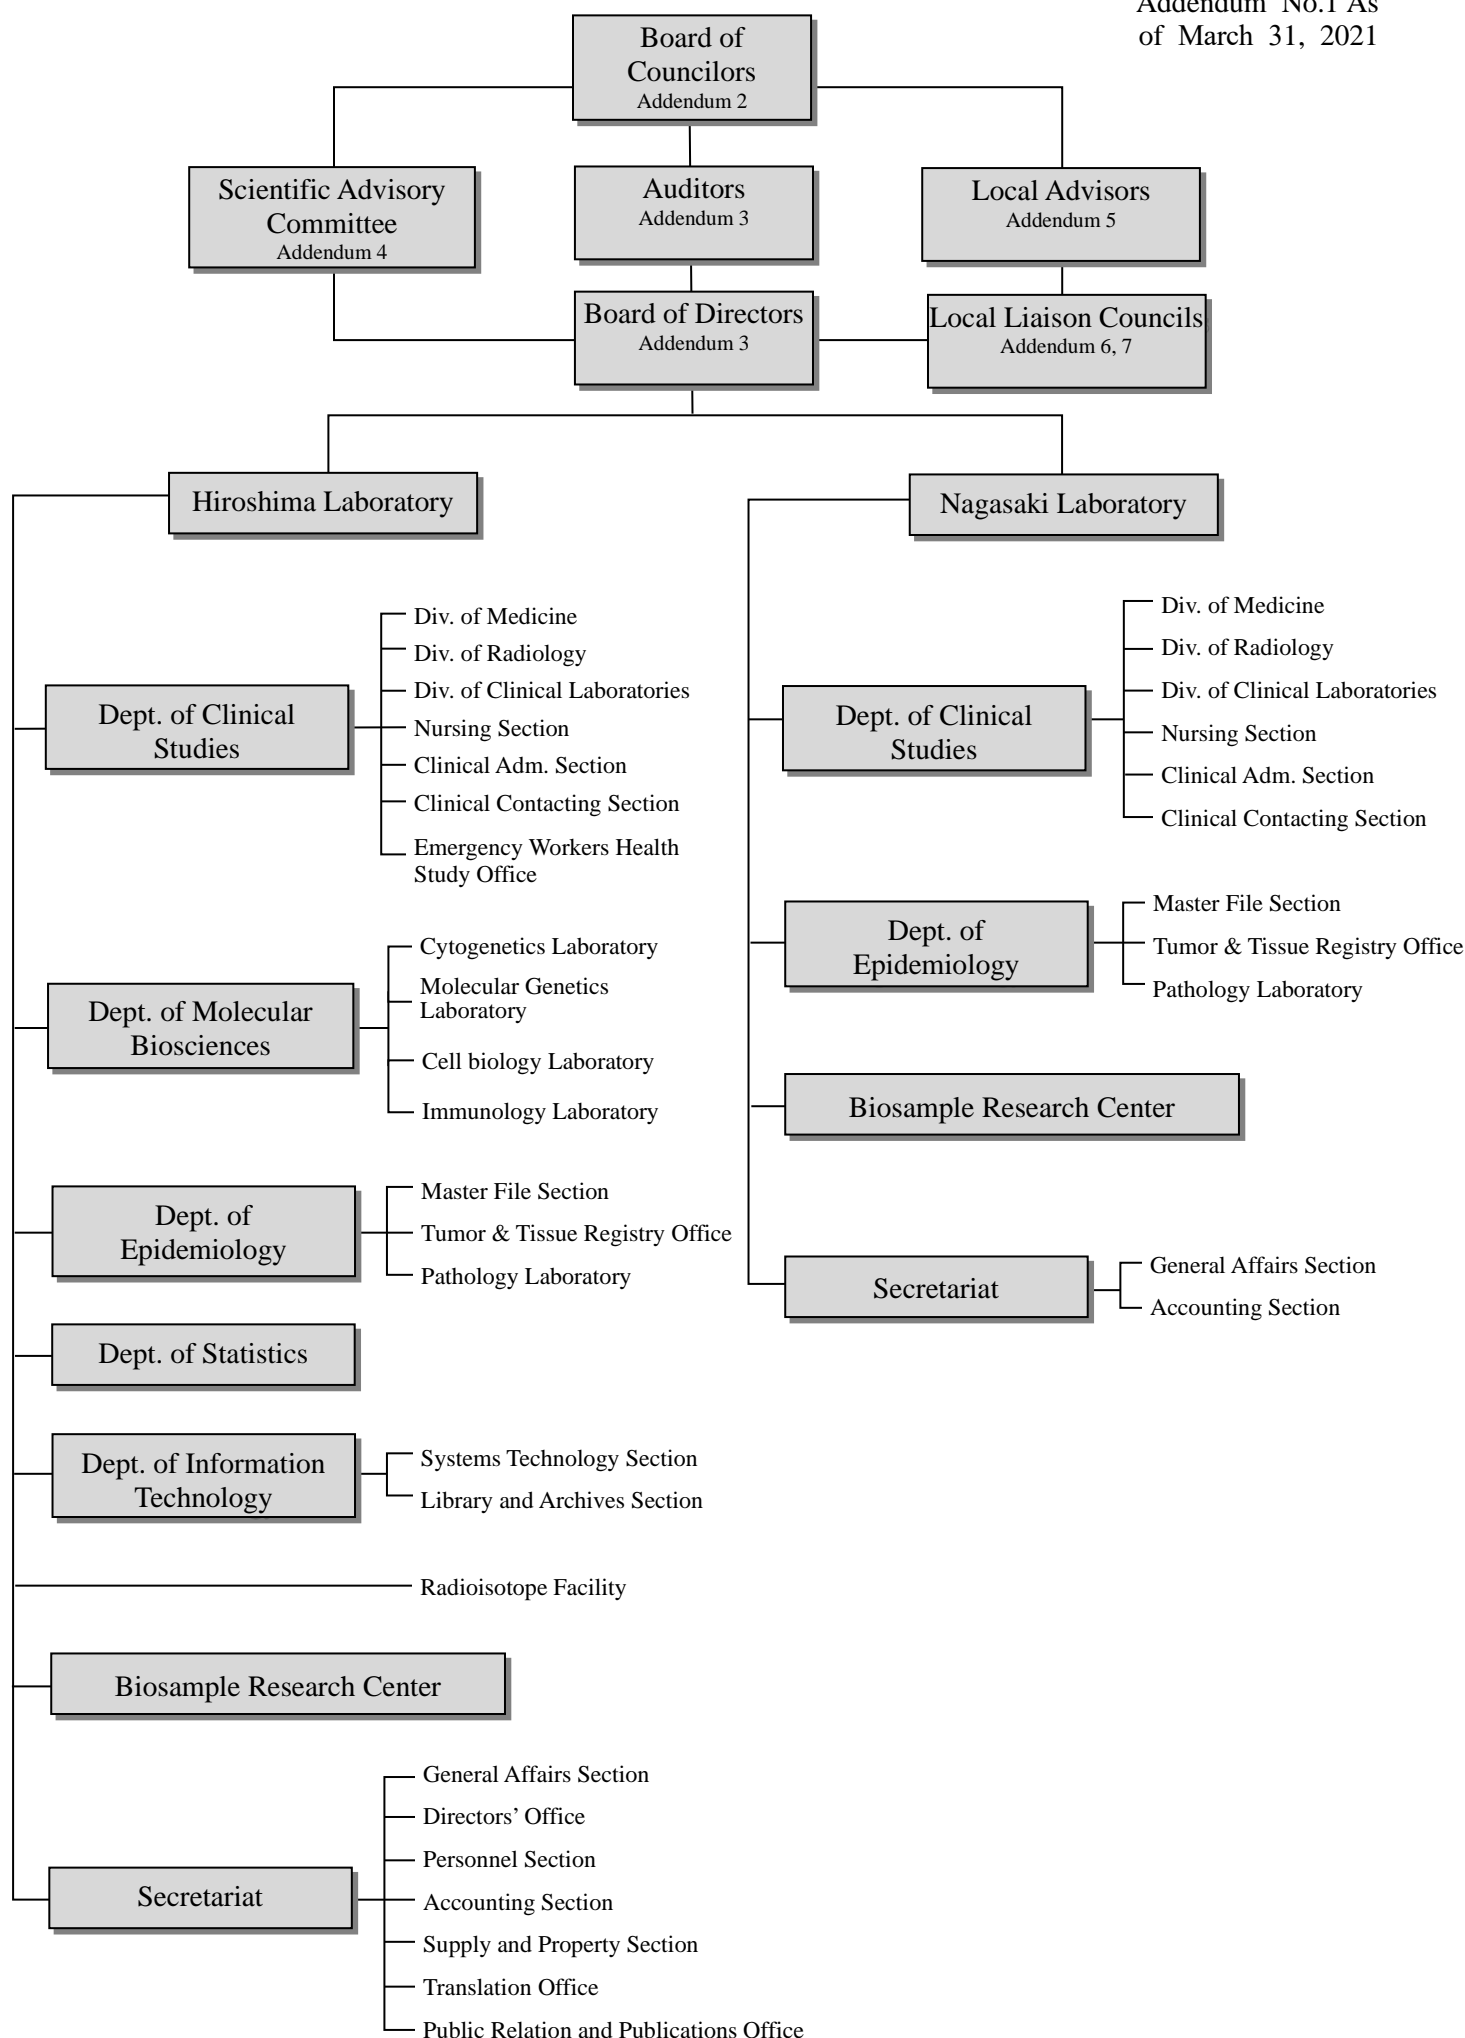 Addendum No.1 As
of March 31, 2021
Board of
Councilors
Addendum 2
Scientific Advisory
Committee
Addendum 4
Auditors
Addendum 3
Local Advisors
Addendum 5
Board of Directors
Addendum 3
Local Liaison Councils
Addendum 6, 7
Hiroshima Laboratory
Dept. of Clinical
Studies
Div. of Medicine
Div. of Radiology
Div. of Clinical Laboratories
Nursing Section
Clinical Adm. Section
Clinical Contacting Section
Emergency Workers Health
Study Office
Dept. of Molecular
Biosciences
Cytogenetics Laboratory
Molecular Genetics
Laboratory
Cell biology Laboratory
Immunology Laboratory
Dept. of
Epidemiology
Master File Section
Tumor & Tissue Registry Office
Pathology Laboratory
Dept. of Statistics
Dept. of Information
Technology
Systems Technology Section
Library and Archives Section
Radioisotope Facility
Biosample Research Center
Secretariat
General Affairs Section
Directors’ Office
Personnel Section
Accounting Section
Supply and Property Section
Translation Office
Public Relation and Publications Office
Nagasaki Laboratory
Dept. of Clinical
Studies
Div. of Medicine
Div. of Radiology
Div. of Clinical Laboratories
Nursing Section
Clinical Adm. Section
Clinical Contacting Section
Dept. of
Epidemiology
Master File Section
Tumor & Tissue Registry Office
Pathology Laboratory
Biosample Research Center
Secretariat
General Affairs Section
Accounting Section